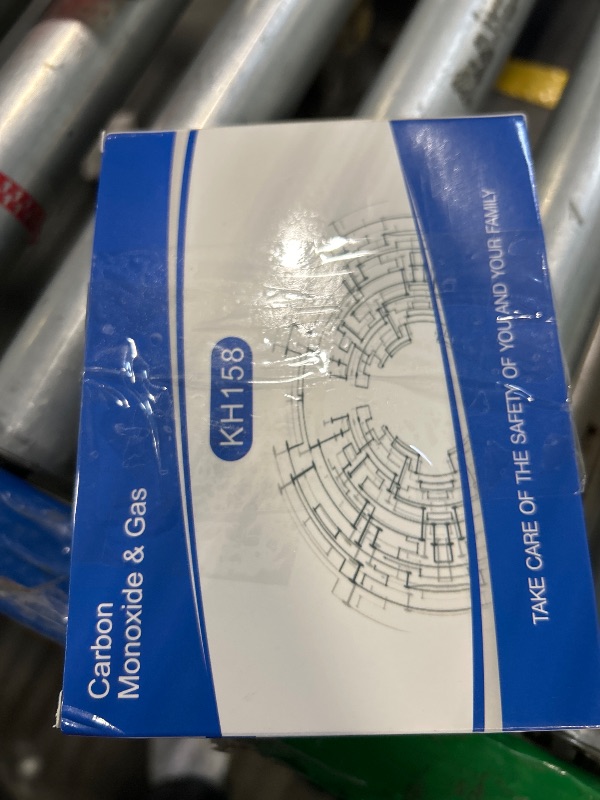 Carbon
Monoxide & Gas
KH158
TAKE CARE OF THE SAFETY OF YOU AND YOUR FAMILY